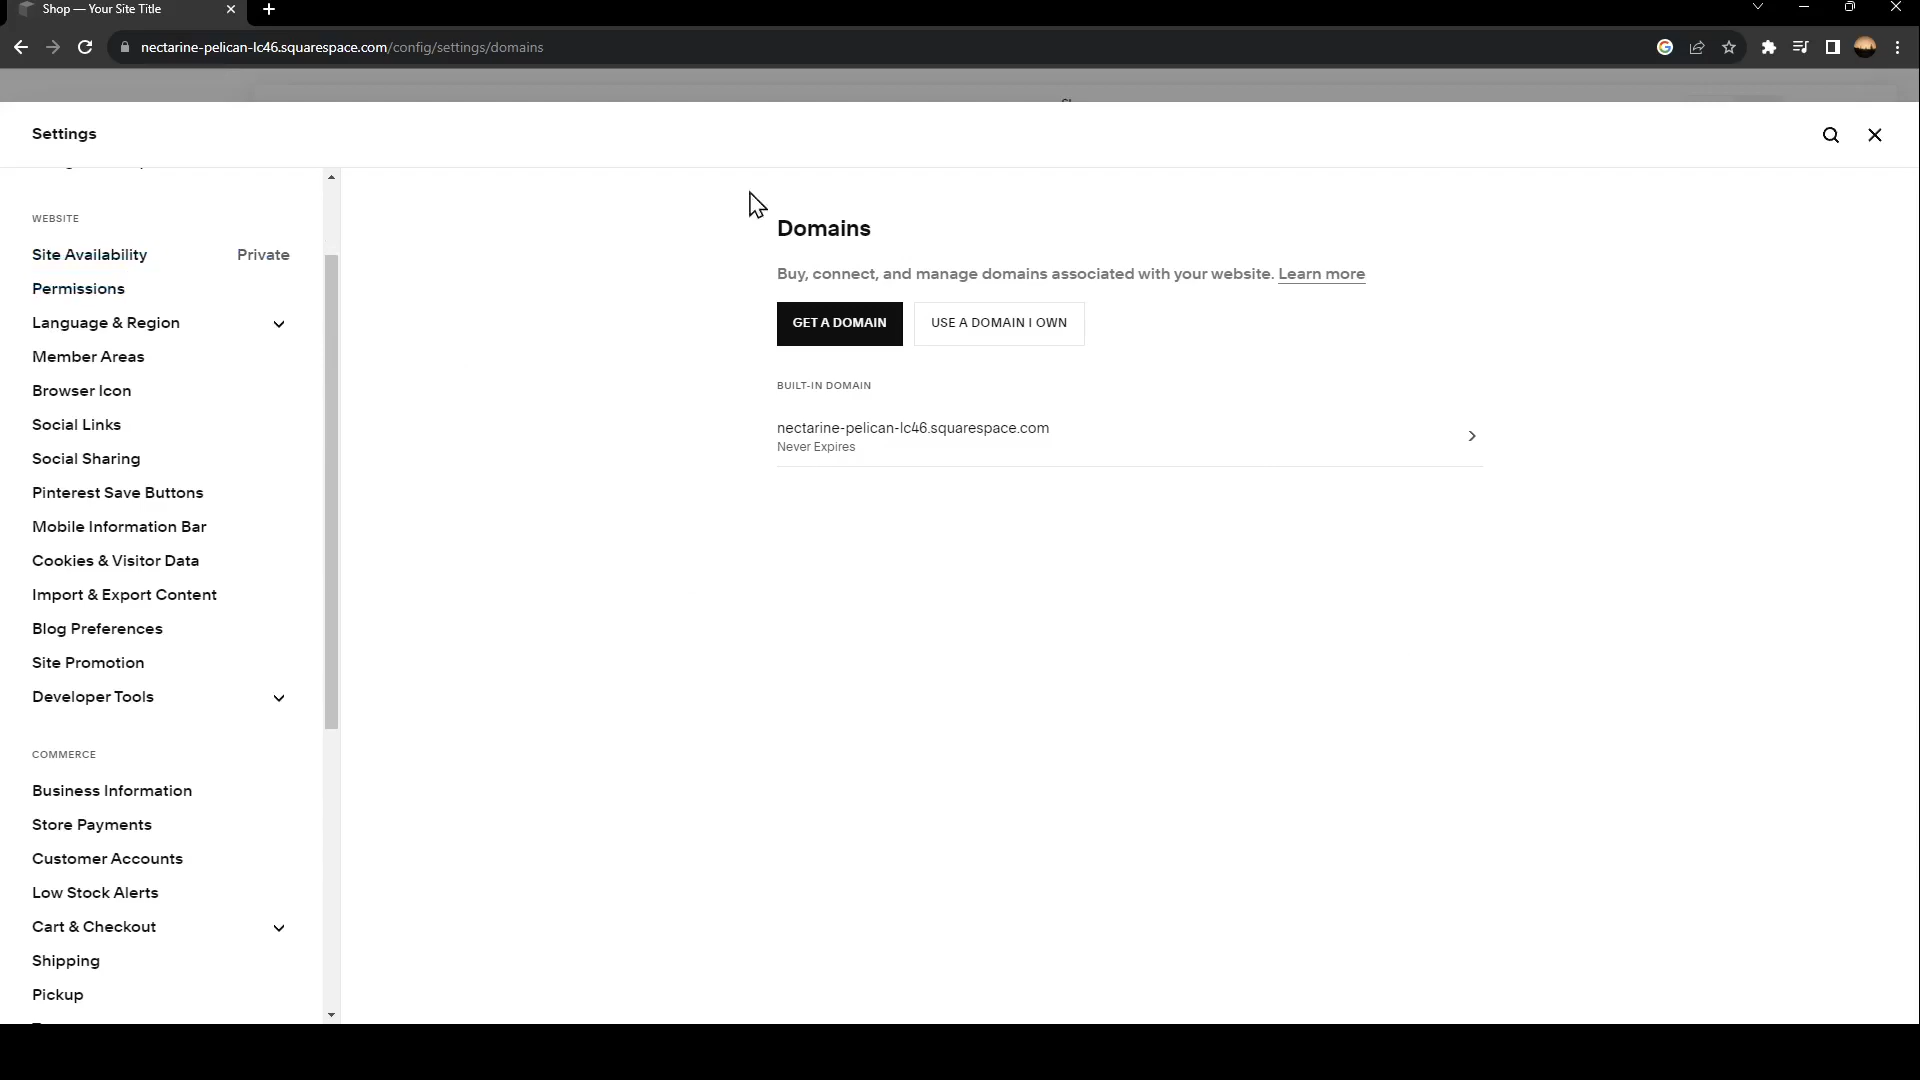 Shop — Your Site Title
nectarine-pelican-lc46.squarespace.com/config/settings/domains
Settings
WEBSITE
Site Availability Private
Permissions
Language & Region
Member Areas
Browser Icon
Social Links
Social Sharing
Pinterest Save Buttons
Mobile Information Bar
Cookies & Visitor Data
Import & Export Content
Blog Preferences
Site Promotion
Developer Tools
COMMERCE
Business Information
Store Payments
Customer Accounts
Low Stock Alerts
Cart & Checkout
Shipping
Pickup
Domains
Buy, connect, and manage domains associated with your website. Learn more
GET A DOMAIN USE A DOMAIN I OWN
BUILT-IN DOMAIN
nectarine-pelican-lc46.squarespace.com
Never Expires